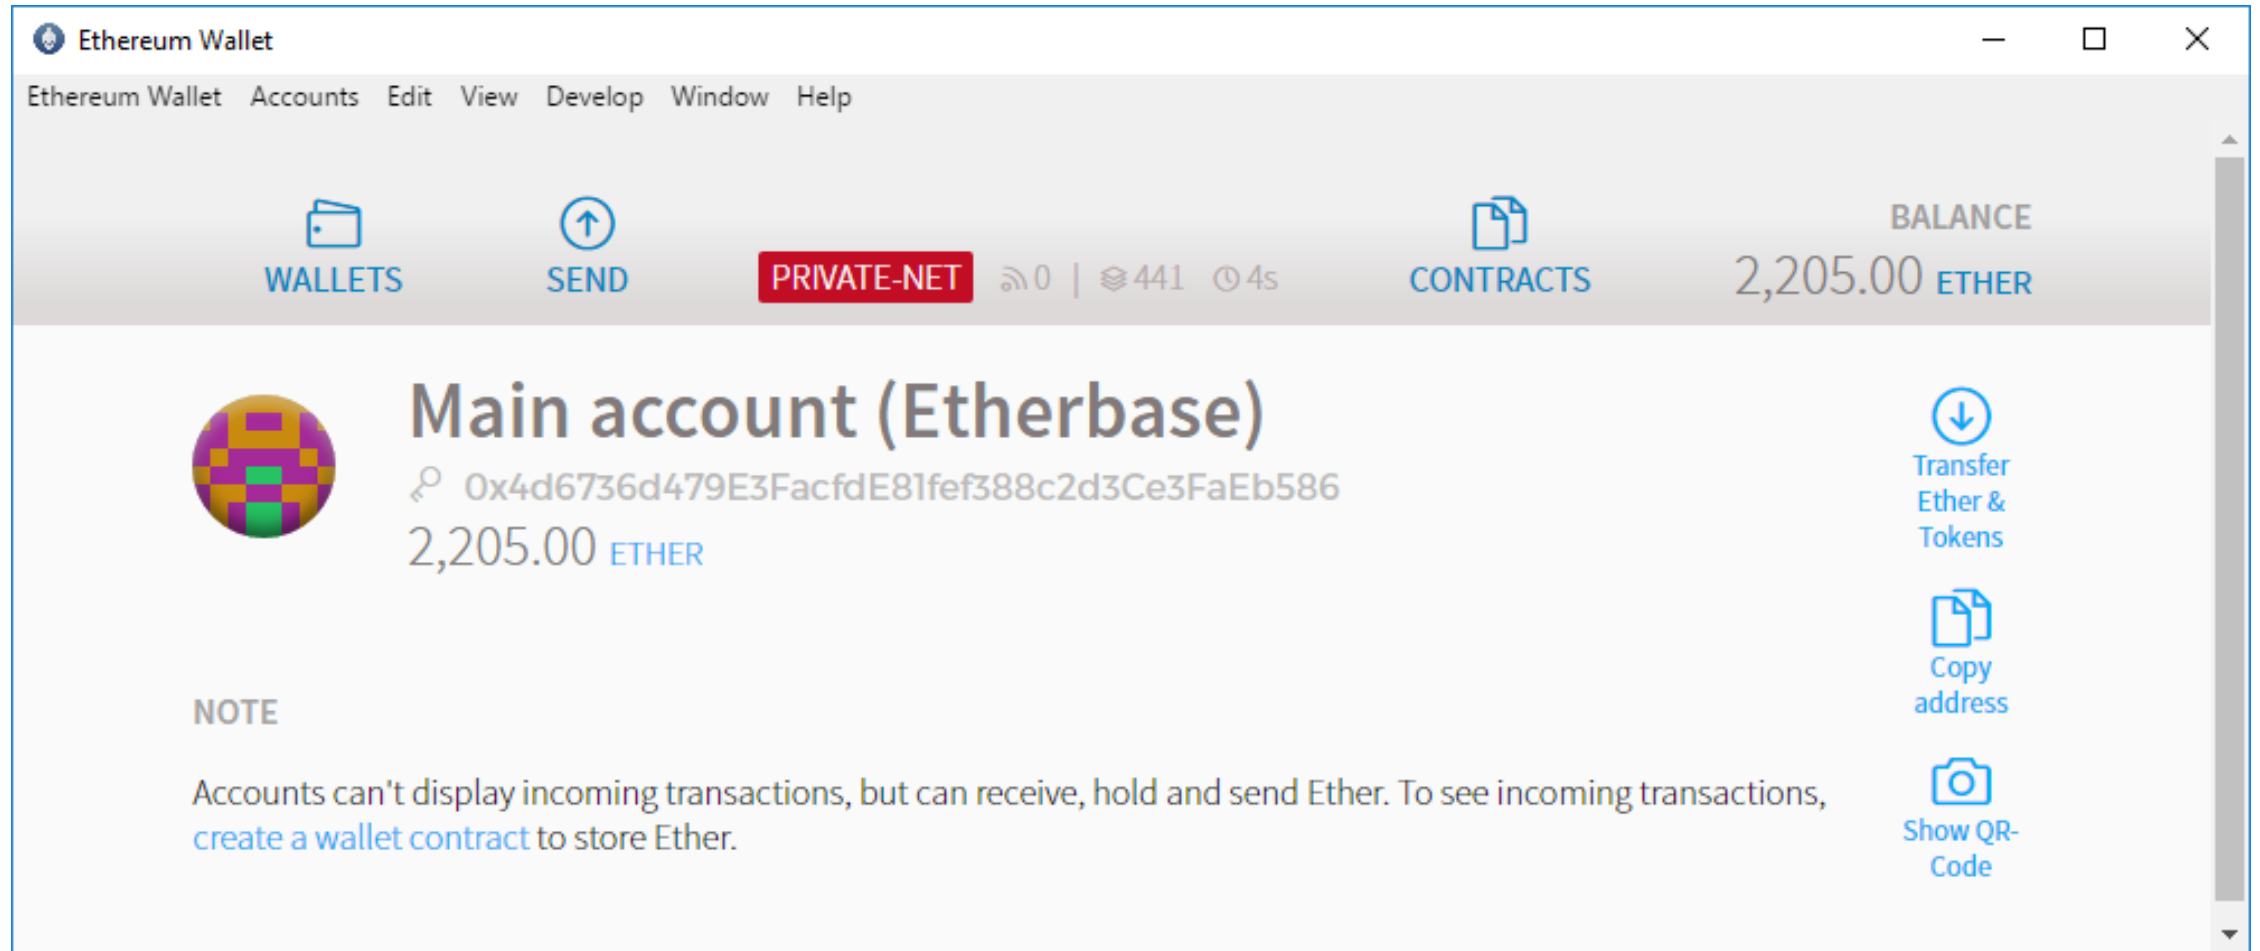 Ethereum Wallet
Ethereum Wallet Accounts Edit View Develop Window Help
WALLETS
SEND
PRIVATE-NET 0 | 441 4s
CONTRACTS
BALANCE
2,205.00 ETHER
Main account (Etherbase)
0x4d6736d479E3FacfdE81fef388c2d3Ce3FaEb586
2,205.00 ETHER
Transfer
Ether &
Tokens
Copy
address
Show QR-
Code
NOTE
Accounts can't display incoming transactions, but can receive, hold and send Ether. To see incoming transactions,
create a wallet contract to store Ether.